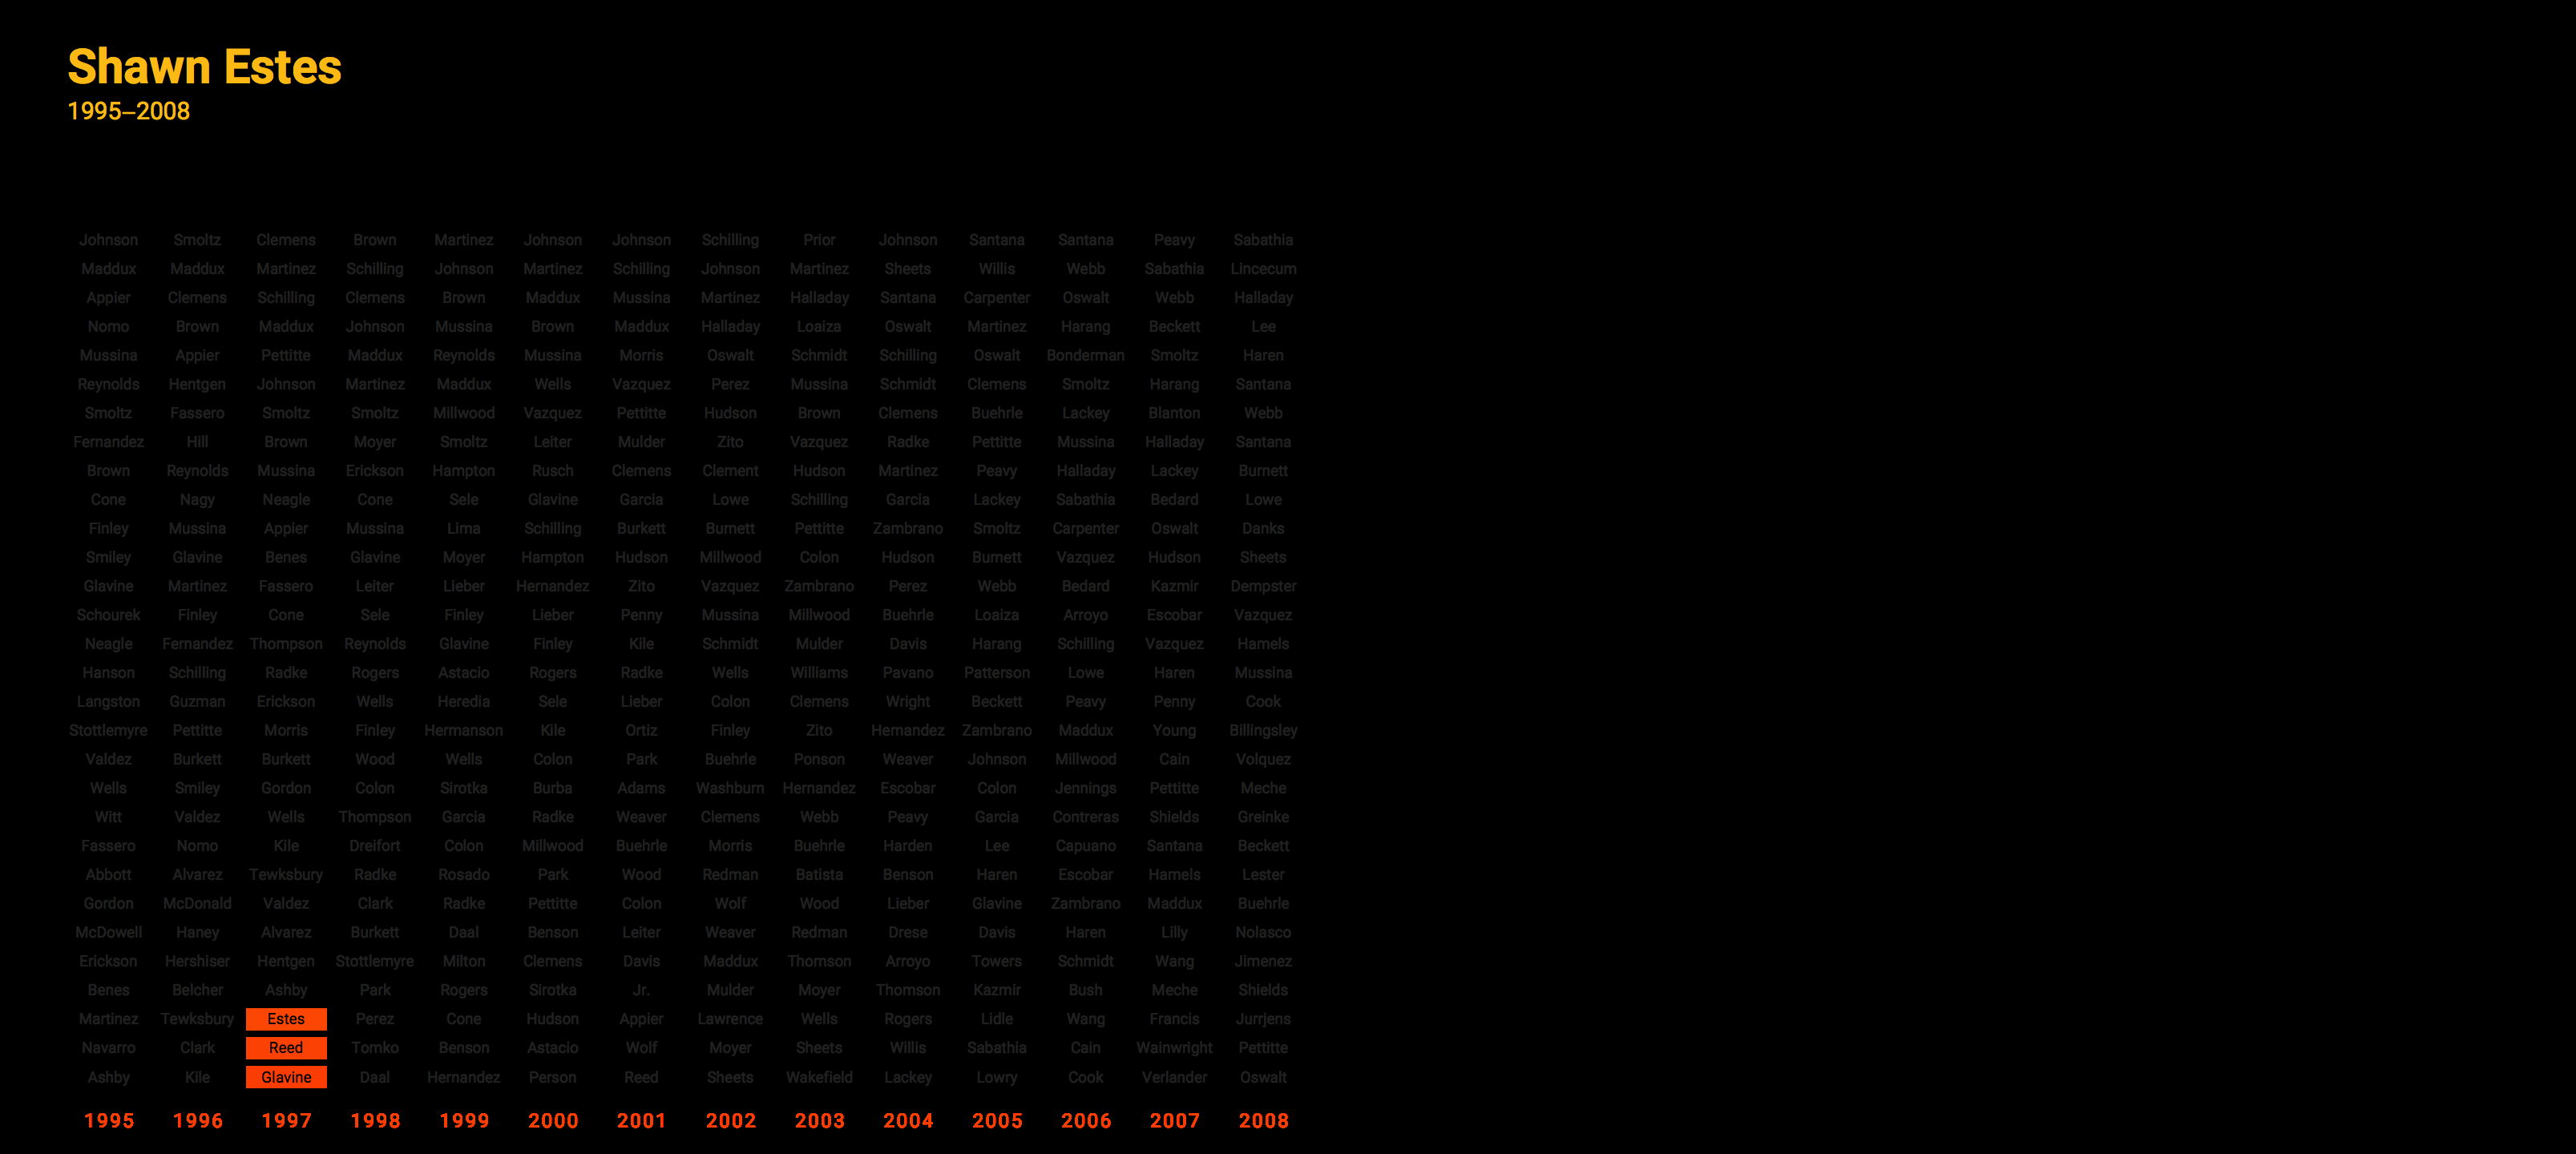 Shawn Estes
1995–2008
Johnson Smoltz Clemens Brown Martinez Johnson Johnson Schilling Prior Johnson Santana Santana Peavy Sabathia
Maddux Maddux Martinez Schilling Johnson Martinez Schilling Johnson Martinez Sheets Willis Webb Sabathia Lincecum
Appier Clemens Schilling Clemens Brown Maddux Mussina Martinez Halladay Santana Carpenter Oswalt Webb Halladay
Nomo Brown Maddux Johnson Mussina Brown Maddux Halladay Loaiza Oswalt Martinez Harang Beckett Lee
Mussina Appier Pettitte Maddux Reynolds Mussina Morris Oswalt Schmidt Schilling Oswalt Bonderman Smoltz Haren
Reynolds Hentgen Johnson Martinez Maddux Wells Vazquez Perez Mussina Schmidt Clemens Smoltz Harang Santana
Smoltz Fassero Smoltz Smoltz Millwood Vazquez Pettitte Hudson Brown Clemens Buehrle Lackey Blanton Webb
Fernandez Hill Brown Moyer Smoltz Leiter Mulder Zito Vazquez Radke Pettitte Mussina Halladay Santana
Brown Reynolds Mussina Erickson Hampton Rusch Clemens Clement Hudson Martinez Peavy Halladay Lackey Burnett
Cone Nagy Neagle Cone Sele Glavine Garcia Lowe Schilling Garcia Lackey Sabathia Bedard Lowe
Finley Mussina Appier Mussina Lima Schilling Burkett Burnett Pettitte Zambrano Smoltz Carpenter Oswalt Danks
Smiley Glavine Benes Glavine Moyer Hampton Hudson Millwood Colon Hudson Burnett Vazquez Hudson Sheets
Glavine Martinez Fassero Leiter Lieber Hernandez Zito Vazquez Zambrano Perez Webb Bedard Kazmir Dempster
Schourek Finley Cone Sele Finley Lieber Penny Mussina Millwood Buehrle Loaiza Arroyo Escobar Vazquez
Neagle Fernandez Thompson Reynolds Glavine Finley Kile Schmidt Mulder Davis Harang Schilling Vazquez Hamels
Hanson Schilling Radke Rogers Astacio Rogers Radke Wells Williams Pavano Patterson Lowe Haren Mussina
Langston Guzman Erickson Wells Heredia Sele Lieber Colon Clemens Wright Beckett Peavy Penny Cook
Stottlemyre Pettitte Morris Finley Hermanson Kile Ortiz Finley Zito Hernandez Zambrano Maddux Young Billingsley
Valdez Burkett Burkett Wood Wells Colon Park Buehrle Ponson Weaver Johnson Millwood Cain Volquez
Wells Smiley Gordon Colon Sirotka Burba Adams Washburn Hernandez Escobar Colon Jennings Pettitte Meche
Witt Valdez Wells Thompson Garcia Radke Weaver Clemens Webb Peavy Garcia Contreras Shields Greinke
Fassero Nomo Kile Dreifort Colon Millwood Buehrle Morris Buehrle Harden Lee Capuano Santana Beckett
Abbott Alvarez Tewksbury Radke Rosado Park Wood Redman Batista Benson Haren Escobar Hamels Lester
Gordon McDonald Valdez Clark Radke Pettitte Colon Wolf Wood Lieber Glavine Zambrano Maddux Buehrle
McDowell Haney Alvarez Burkett Daal Benson Leiter Weaver Redman Drese Davis Haren Lilly Nolasco
Erickson Hershiser Hentgen Stottlemyre Milton Clemens Davis Maddux Thomson Arroyo Towers Schmidt Wang Jimenez
Benes Belcher Ashby Park Rogers Sirotka Jr. Mulder Moyer Thomson Kazmir Bush Meche Shields
Martinez Tewksbury Estes Perez Cone Hudson Appier Lawrence Wells Rogers Lidle Wang Francis Jurrjens
Navarro Clark Reed Tomko Benson Astacio Wolf Moyer Sheets Willis Sabathia Cain Wainwright Pettitte
Ashby Kile Glavine Daal Hernandez Person Reed Sheets Wakefield Lackey Lowry Cook Verlander Oswalt
1995 1996 1997 1998 1999 2000 2001 2002 2003 2004 2005 2006 2007 2008